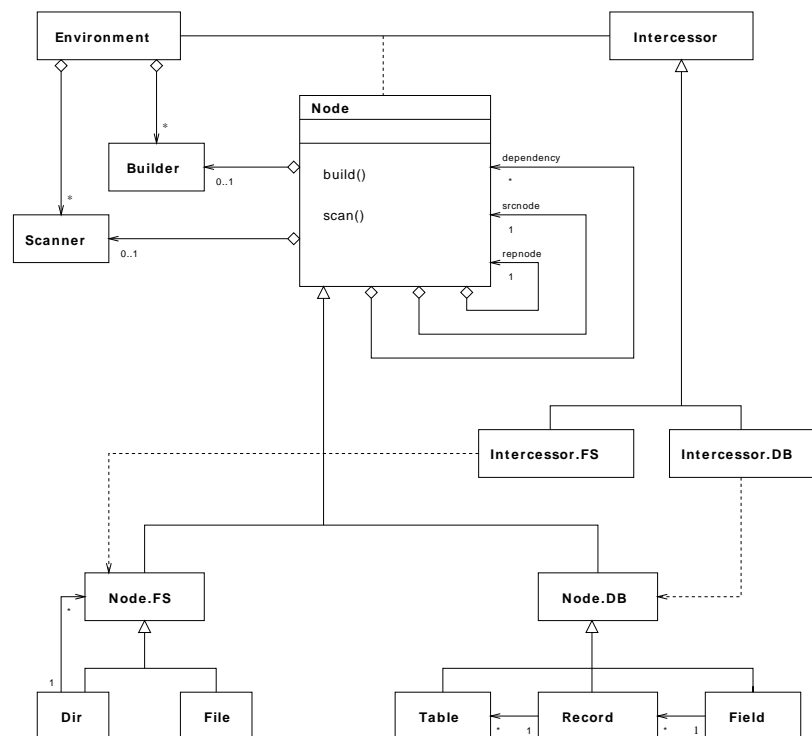 Environment
Intercessor
Node
*
Builder
0..1
build()
dependency
*
*
scan()
srcnode
1
Scanner
0..1
repnode
1
Intercessor.FS
Intercessor.DB
Node.FS
Node.DB
*
1
Dir
File
Table
* 1
Record
* 1
Field